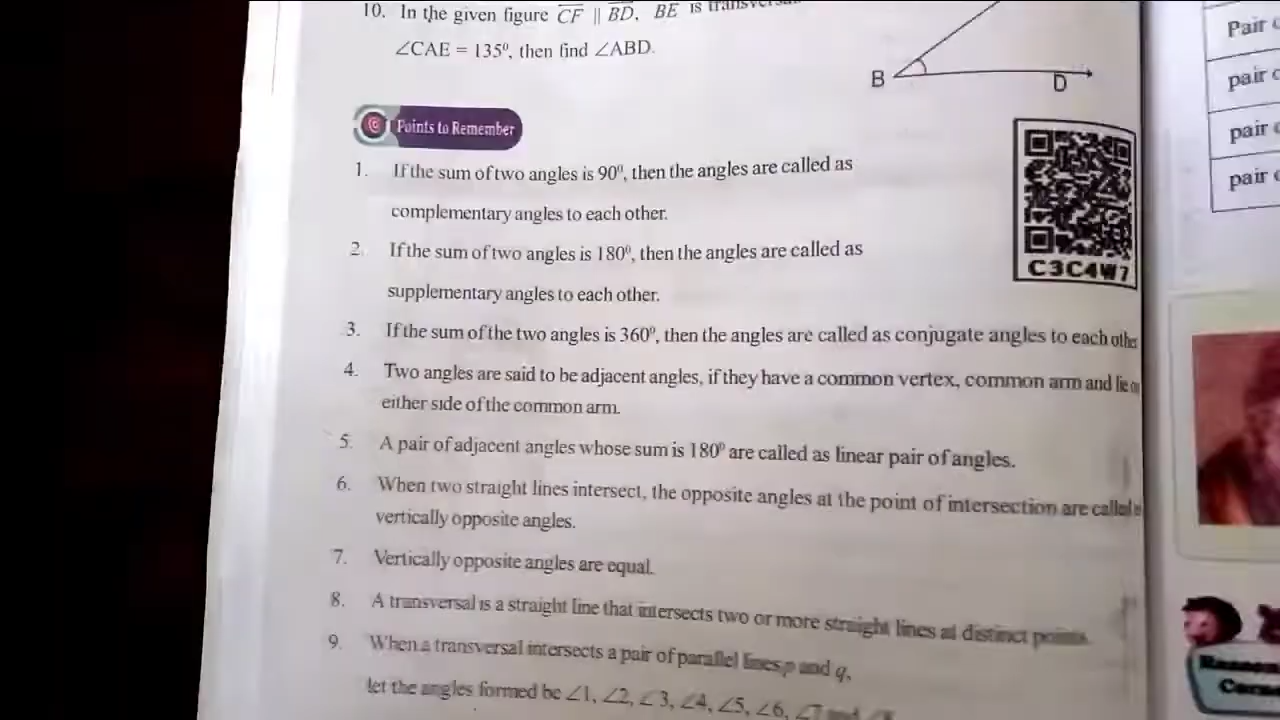 10. In the given figure CF || BD, BE is transversal
∠CAE = 135⁰, then find ∠ABD.
B
D
Points to Remember
1. If the sum of two angles is 90⁰, then the angles are called as
complementary angles to each other.
2. If the sum of two angles is 180⁰, then the angles are called as
supplementary angles to each other.
C3C4W7
3. If the sum of the two angles is 360⁰, then the angles are called as conjugate angles to each othe
4. Two angles are said to be adjacent angles, if they have a common vertex, common arm and lie
either side of the common arm.
5. A pair of adjacent angles whose sum is 180⁰ are called as linear pair of angles.
6. When two straight lines intersect, the opposite angles at the point of intersection are called
vertically opposite angles.
7. Vertically opposite angles are equal.
8. A transversal is a straight line that intersects two or more straight lines at distinct points.
9. When a transversal intersects a pair of parallel lines p and q,
let the angles formed be ∠1, ∠2, ∠3, ∠4, ∠5, ∠6, ∠7 and
Pair
pair
pair
pair